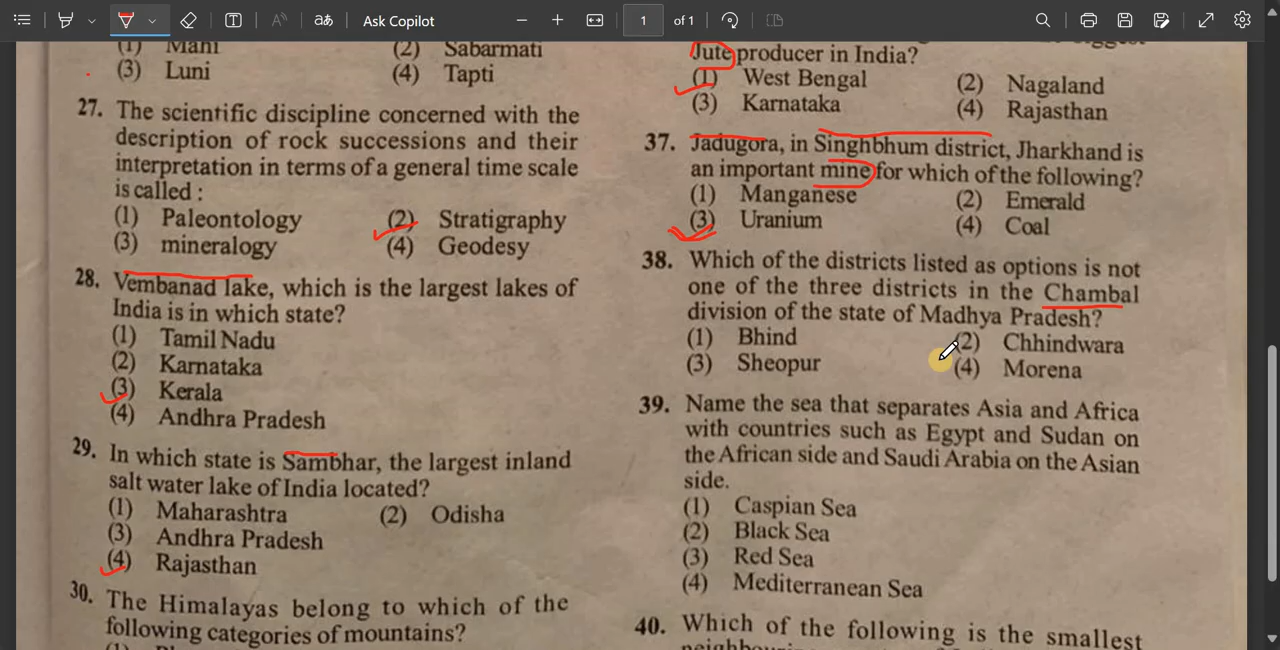 Ask Copilot
1 of 1
(1) Mahi (2) Sabarmati
(3) Luni (4) Tapti
27. The scientific discipline concerned with the
description of rock successions and their
interpretation in terms of a general time scale
is called :
(1) Paleontology (2) Stratigraphy
(3) mineralogy (4) Geodesy
28. Vembanad lake, which is the largest lakes of
India is in which state?
(1) Tamil Nadu
(2) Karnataka
(3) Kerala
(4) Andhra Pradesh
29. In which state is Sambhar, the largest inland
salt water lake of India located?
(1) Maharashtra (2) Odisha
(3) Andhra Pradesh
(4) Rajasthan
30. The Himalayas belong to which of the
following categories of mountains?
biggest
Jute producer in India?
(1) West Bengal (2) Nagaland
(3) Karnataka (4) Rajasthan
37. Jadugora, in Singhbhum district, Jharkhand is
an important mine for which of the following?
(1) Manganese (2) Emerald
(3) Uranium (4) Coal
38. Which of the districts listed as options is not
one of the three districts in the Chambal
division of the state of Madhya Pradesh?
(1) Bhind (2) Chhindwara
(3) Sheopur (4) Morena
39. Name the sea that separates Asia and Africa
with countries such as Egypt and Sudan on
the African side and Saudi Arabia on the Asian
side.
(1) Caspian Sea
(2) Black Sea
(3) Red Sea
(4) Mediterranean Sea
40. Which of the following is the smallest